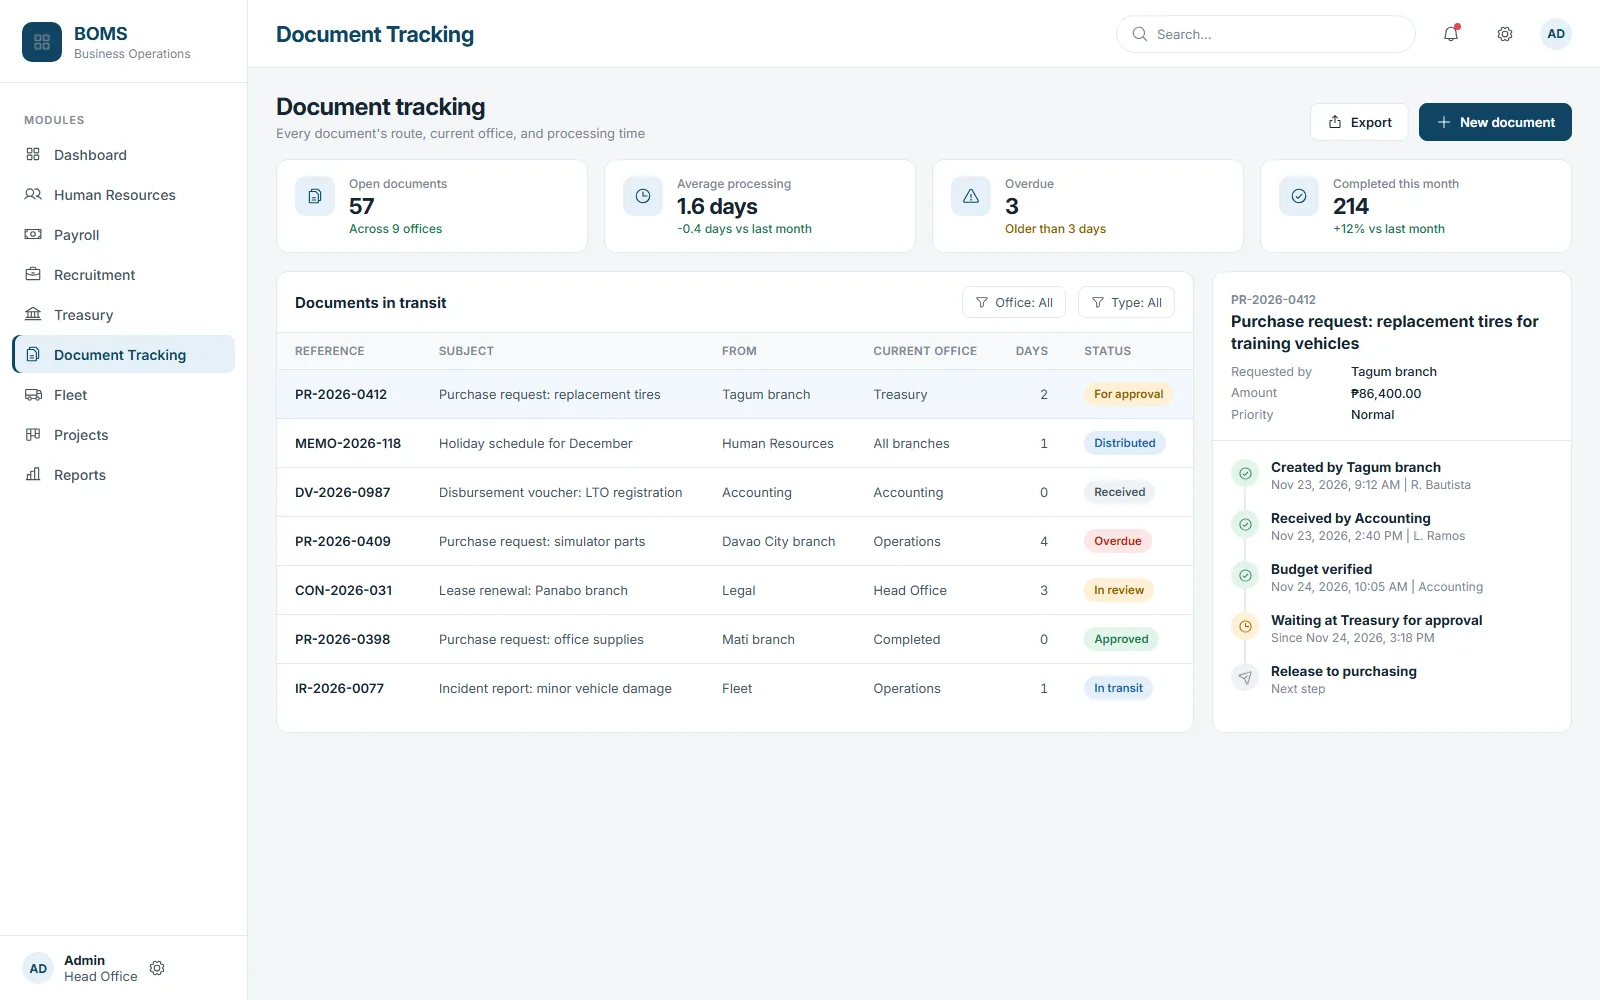 BOMS
Business Operations
MODULES
Dashboard
Human Resources
Payroll
Recruitment
Treasury
Document Tracking
Fleet
Projects
Reports
AD
Admin
Head Office
Document Tracking
Search...
AD
Document tracking
Every document's route, current office, and processing time
Export
New document
Open documents
57
Across 9 offices
Average processing
1.6 days
-0.4 days vs last month
Overdue
3
Older than 3 days
Completed this month
214
+12% vs last month
Documents in transit
Office: All
Type: All
REFERENCE SUBJECT FROM CURRENT OFFICE DAYS STATUS
PR-2026-0412 Purchase request: replacement tires Tagum branch Treasury 2 For approval
MEMO-2026-118 Holiday schedule for December Human Resources All branches 1 Distributed
DV-2026-0987 Disbursement voucher: LTO registration Accounting Accounting 0 Received
PR-2026-0409 Purchase request: simulator parts Davao City branch Operations 4 Overdue
CON-2026-031 Lease renewal: Panabo branch Legal Head Office 3 In review
PR-2026-0398 Purchase request: office supplies Mati branch Completed 0 Approved
IR-2026-0077 Incident report: minor vehicle damage Fleet Operations 1 In transit
PR-2026-0412
Purchase request: replacement tires for
training vehicles
Requested by Tagum branch
Amount ₱86,400.00
Priority Normal
Created by Tagum branch
Nov 23, 2026, 9:12 AM | R. Bautista
Received by Accounting
Nov 23, 2026, 2:40 PM | L. Ramos
Budget verified
Nov 24, 2026, 10:05 AM | Accounting
Waiting at Treasury for approval
Since Nov 24, 2026, 3:18 PM
Release to purchasing
Next step